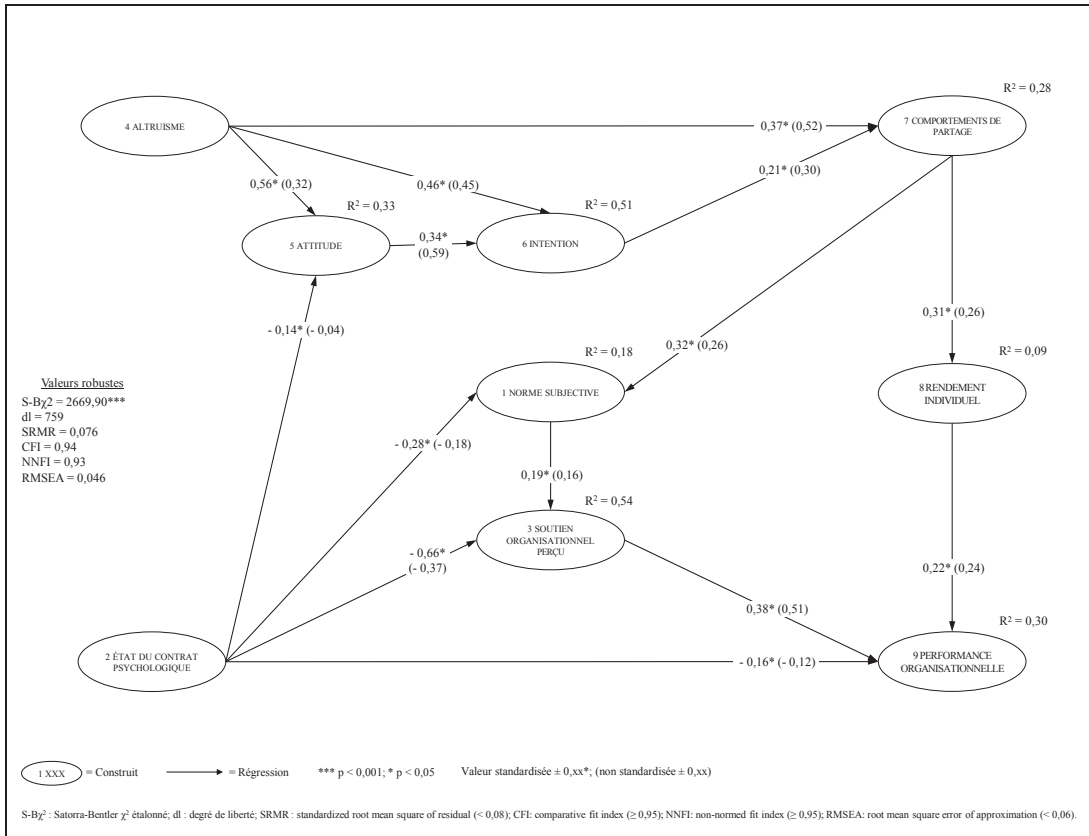 R² = 0,28
4 ALTRUISME
7 COMPORTEMENTS DE
PARTAGE
0,37* (0,52)
0,21* (0,30)
0,56* (0,32)
0,46* (0,45)
R² = 0,33
R² = 0,51
5 ATTITUDE
0,34*
(0,59)
6 INTENTION
- 0,14* (- 0,04)
0,31* (0,26)
0,32* (0,26)
R² = 0,18
R² = 0,09
Valeurs robustes
S-Bχ2 = 2669,90***
dl = 759
SRMR = 0,076
CFI = 0,94
NNFI = 0,93
RMSEA = 0,046
1 NORME SUBJECTIVE
8 RENDEMENT
INDIVIDUEL
- 0,28* (- 0,18)
0,19* (0,16)
R² = 0,54
3 SOUTIEN
ORGANISATIONNEL
PERÇU
- 0,66*
(- 0,37)
0,22* (0,24)
0,38* (0,51)
R² = 0,30
2 ÉTAT DU CONTRAT
PSYCHOLOGIQUE
- 0,16* (- 0,12)
9 PERFORMANCE
ORGANISATIONNELLE
1 XXX = Construit = Régression *** p < 0,001; * p < 0,05 Valeur standardisée ± 0,xx*; (non standardisée ± 0,xx)
S-Bχ² : Satorra-Bentler χ² étalonné; dl : degré de liberté; SRMR : standardized root mean square of residual (< 0,08); CFI: comparative fit index (≥ 0,95); NNFI: non-normed fit index (≥ 0,95); RMSEA: root mean square error of approximation (< 0,06).